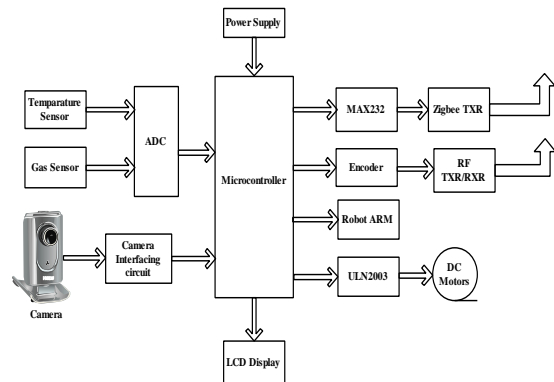 Power Supply
Temparature
Sensor
Gas Sensor
ADC
Microcontroller
MAX232
Zigbee TXR
Encoder
RF
TXR/RXR
Robot ARM
Camera
Interfacing
circuit
ULN2003
DC
Motors
Camera
LCD Display